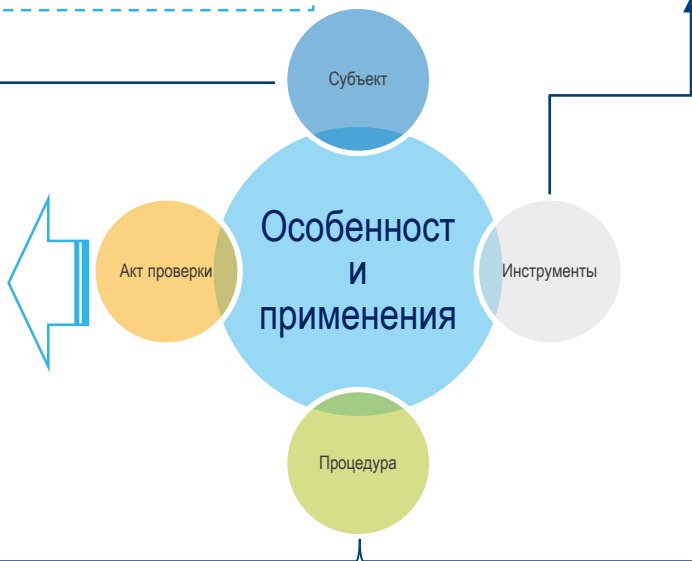 Субъект
Особенност
и
применения
Акт проверки
Инструменты
Процедура